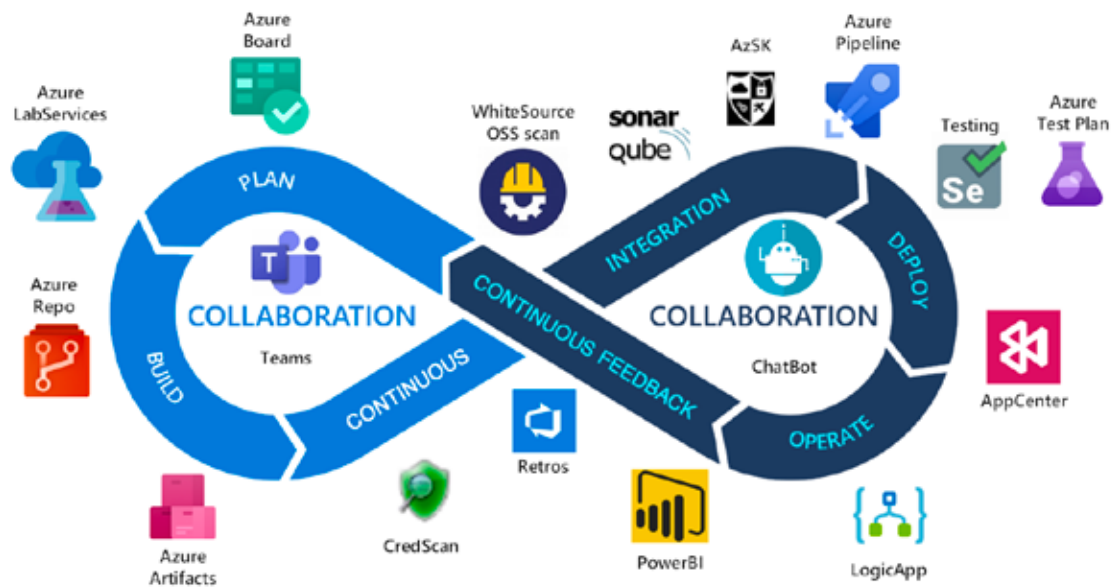 Azure
Board
Azure
LabServices
WhiteSource
OSS scan
sonar
qube
AzSK
Azure
Pipeline
Testing
Se
Azure
Test Plan
PLAN
INTEGRATION
DEPLOY
T
COLLABORATION
Teams
COLLABORATION
ChatBot
Azure
Repo
BUILD
CONTINUOUS
CONTINUOUS FEEDBACK
OPERATE
AppCenter
Retros
CredScan
Azure
Artifacts
PowerBI
LogicApp